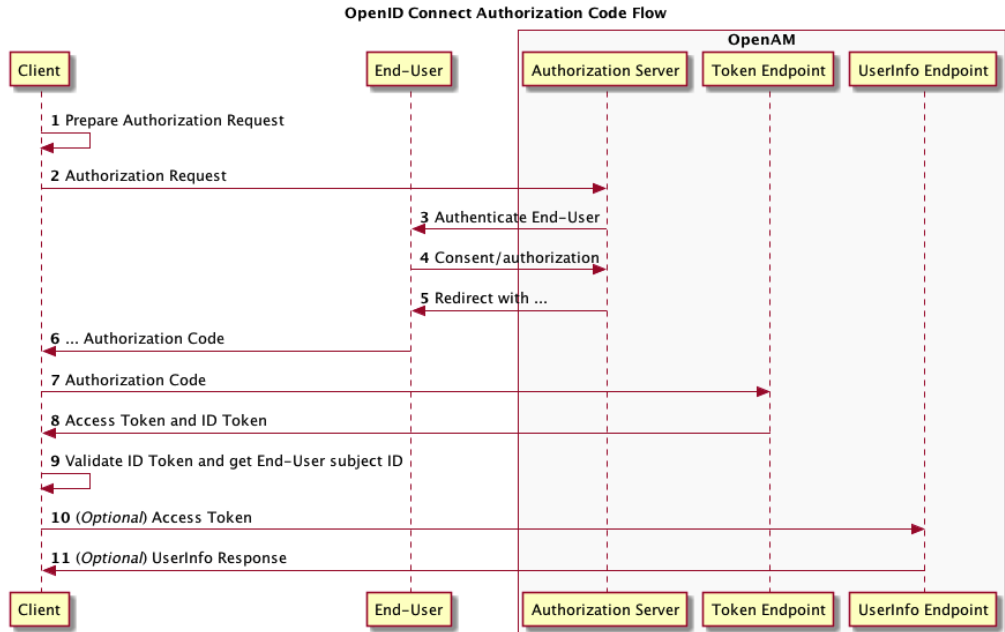 OpenID Connect Authorization Code Flow
OpenAM
Client End-User Authorization Server Token Endpoint UserInfo Endpoint
1 Prepare Authorization Request
2 Authorization Request
3 Authenticate End-User
4 Consent/authorization
5 Redirect with ...
6 ... Authorization Code
7 Authorization Code
8 Access Token and ID Token
9 Validate ID Token and get End-User subject ID
10 (Optional) Access Token
11 (Optional) UserInfo Response
Client End-User Authorization Server Token Endpoint UserInfo Endpoint